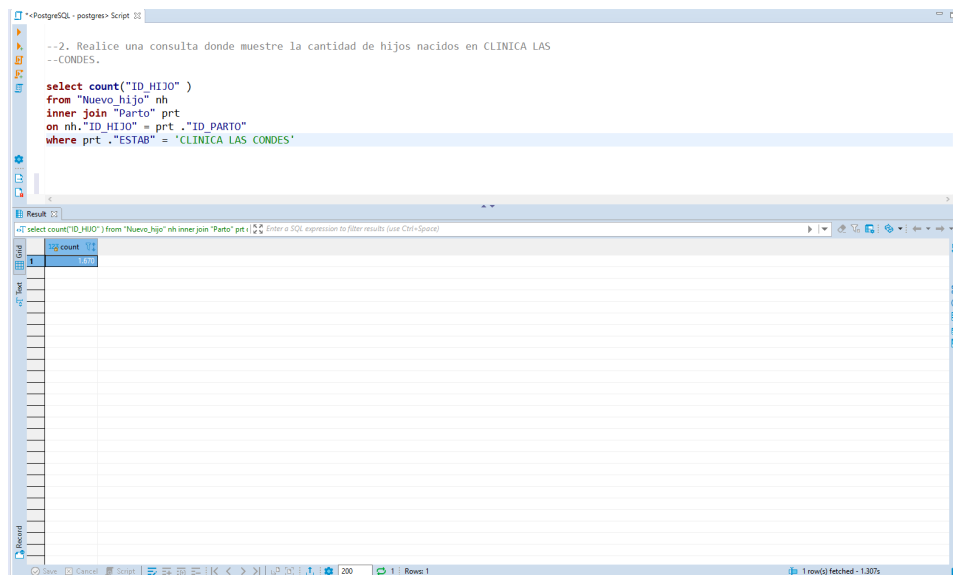 *<PostgreSQL - postgres> Script
--2. Realice una consulta donde muestre la cantidad de hijos nacidos en CLINICA LAS
--CONDES.
select count("ID_HIJO" )
from "Nuevo_hijo" nh
inner join "Parto" prt
on nh."ID_HIJO" = prt ."ID_PARTO"
where prt ."ESTAB" = 'CLINICA LAS CONDES'
Result
select count("ID_HIJO" ) from "Nuevo_hijo" nh inner join "Parto" prt Enter a SQL expression to filter results (use Ctrl+Space)
Grid
123 count
1 1,670
Text
Record
Save Cancel Script 200 1 Rows: 1 1 row(s) fetched - 1.307s